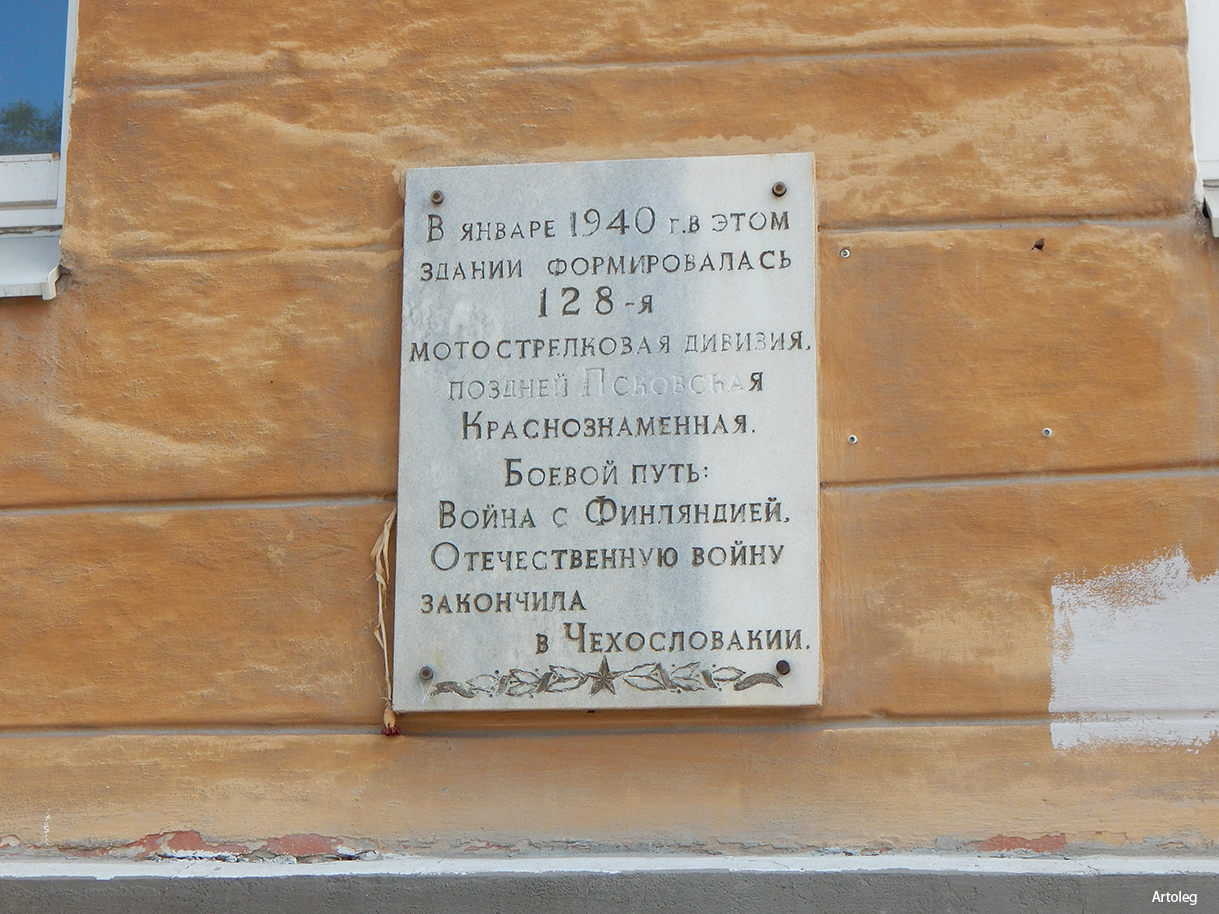 В ЯНВАРЕ 1940 Г.В ЭТОМ
ЗДАНИИ ФОРМИРОВАЛАСЬ
128-Я
МОТОСТРЕЛКОВАЯ ДИВИЗИЯ,
ПОЗДНЕЙ ПСКОВСКАЯ
КРАСНОЗНАМЕННАЯ.
БОЕВОЙ ПУТЬ:
ВОЙНА С ФИНЛЯНДИЕЙ,
ОТЕЧЕСТВЕННУЮ ВОЙНУ
ЗАКОНЧИЛА
В ЧЕХОСЛОВАКИИ.
Artoleg